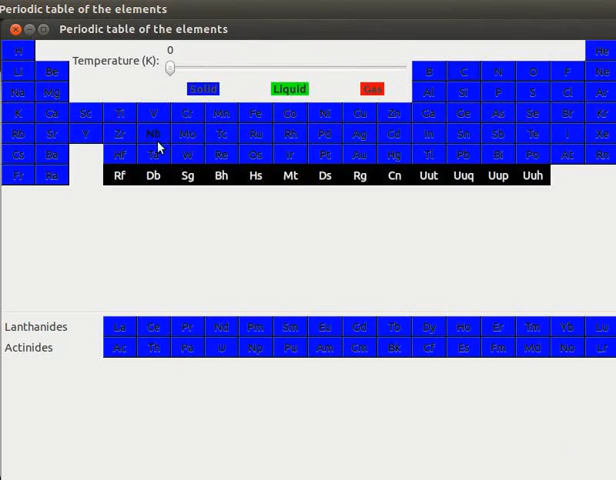 Periodic table of the elements
Periodic table of the elements
H He
Temperature (K): 0
Li Be B C N O F Ne
Solid Liquid Gas
Na Mg Al Si P S Cl Ar
K Ca Sc Ti V Cr Mn Fe Co Ni Cu Zn Ga Ge As Se Br Kr
Rb Sr Y Zr Nb Mo Tc Ru Rh Pd Ag Cd In Sn Sb Te I Xe
Cs Ba Hf Ta W Re Os Ir Pt Au Hg Tl Pb Bi Po At Rn
Fr Ra Rf Db Sg Bh Hs Mt Ds Rg Cn Uut Uuq Uup Uuh
Lanthanides La Ce Pr Nd Pm Sm Eu Gd Tb Dy Ho Er Tm Yb Lu
Actinides Ac Th Pa U Np Pu Am Cm Bk Cf Es Fm Md No Lr